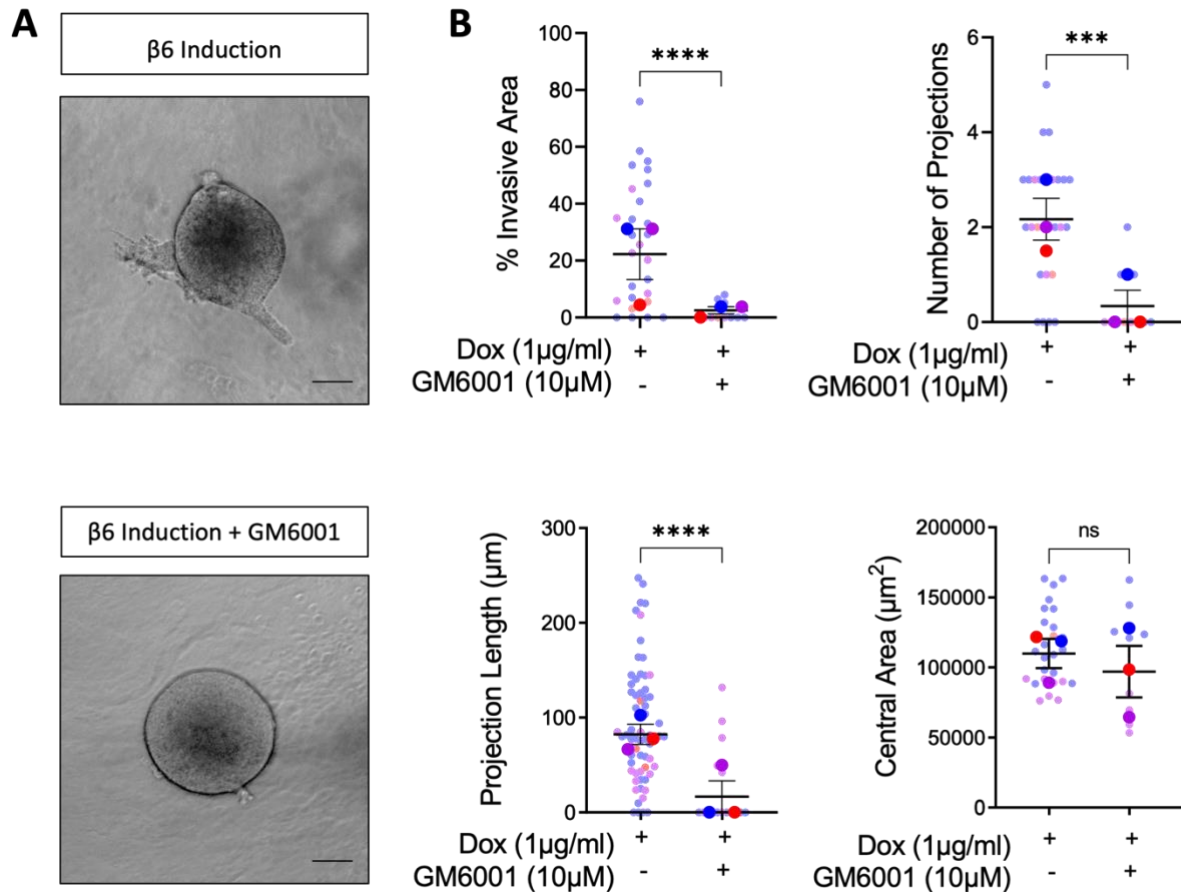 A
β6 Induction
β6 Induction + GM6001
B
% Invasive Area
100
80
60
40
20
0
****
Dox (1µg/ml) + +
GM6001 (10µM) - +
Number of Projections
6
4
2
0
***
Dox (1µg/ml) + +
GM6001 (10µM) - +
Projection Length (µm)
300
200
100
0
****
Dox (1µg/ml) + +
GM6001 (10µM) - +
Central Area (µm²)
200000
150000
100000
50000
0
ns
Dox (1µg/ml) + +
GM6001 (10µM) - +